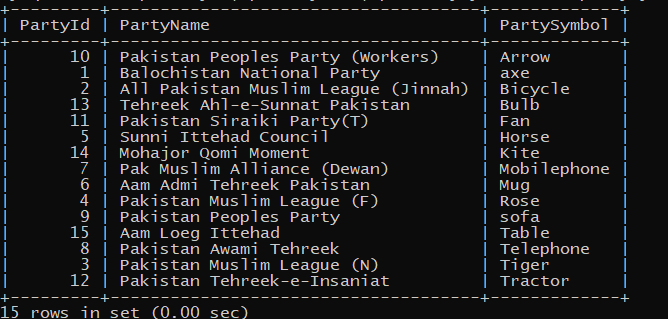 +---------+-----------------------------------+--------------+
| PartyId | PartyName                         | PartySymbol  |
+---------+-----------------------------------+--------------+
|      10 | Pakistan Peoples Party (Workers)  | Arrow        |
|       1 | Balochistan National Party        | axe          |
|       2 | All Pakistan Muslim League (Jinnah) | Bicycle      |
|      13 | Tehreek Ahl-e-Sunnat Pakistan     | Bulb         |
|      11 | Pakistan Siraiki Party(T)         | Fan          |
|       5 | Sunni Ittehad Council             | Horse        |
|      14 | Mohajor Qomi Moment               | Kite         |
|       7 | Pak Muslim Alliance (Dewan)       | Mobilephone  |
|       6 | Aam Admi Tehreek Pakistan         | Mug          |
|       4 | Pakistan Muslim League (F)        | Rose         |
|       9 | Pakistan Peoples Party            | sofa         |
|      15 | Aam Loeg Ittehad                  | Table        |
|       8 | Pakistan Awami Tehreek            | Telephone    |
|       3 | Pakistan Muslim League (N)        | Tiger        |
|      12 | Pakistan Tehreek-e-Insaniat       | Tractor      |
+---------+-----------------------------------+--------------+
15 rows in set (0.00 sec)